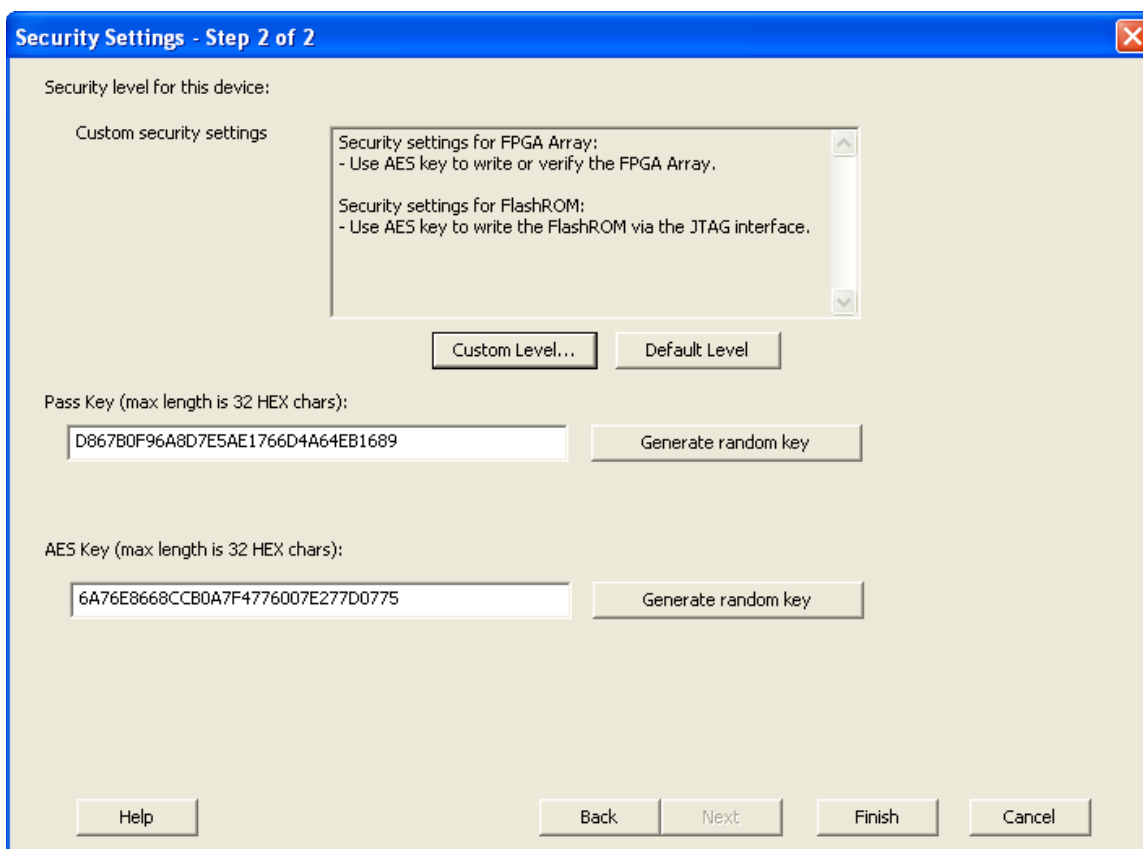 Security Settings - Step 2 of 2
Security level for this device:
Custom security settings
Security settings for FPGA Array:
- Use AES key to write or verify the FPGA Array.
Security settings for FlashROM:
- Use AES key to write the FlashROM via the JTAG interface.
Custom Level...
Default Level
Pass Key (max length is 32 HEX chars):
D867B0F96A8D7E5AE1766D4A64EB1689
Generate random key
AES Key (max length is 32 HEX chars):
6A76E8668CCB0A7F4776007E277D0775
Generate random key
Help
Back
Next
Finish
Cancel